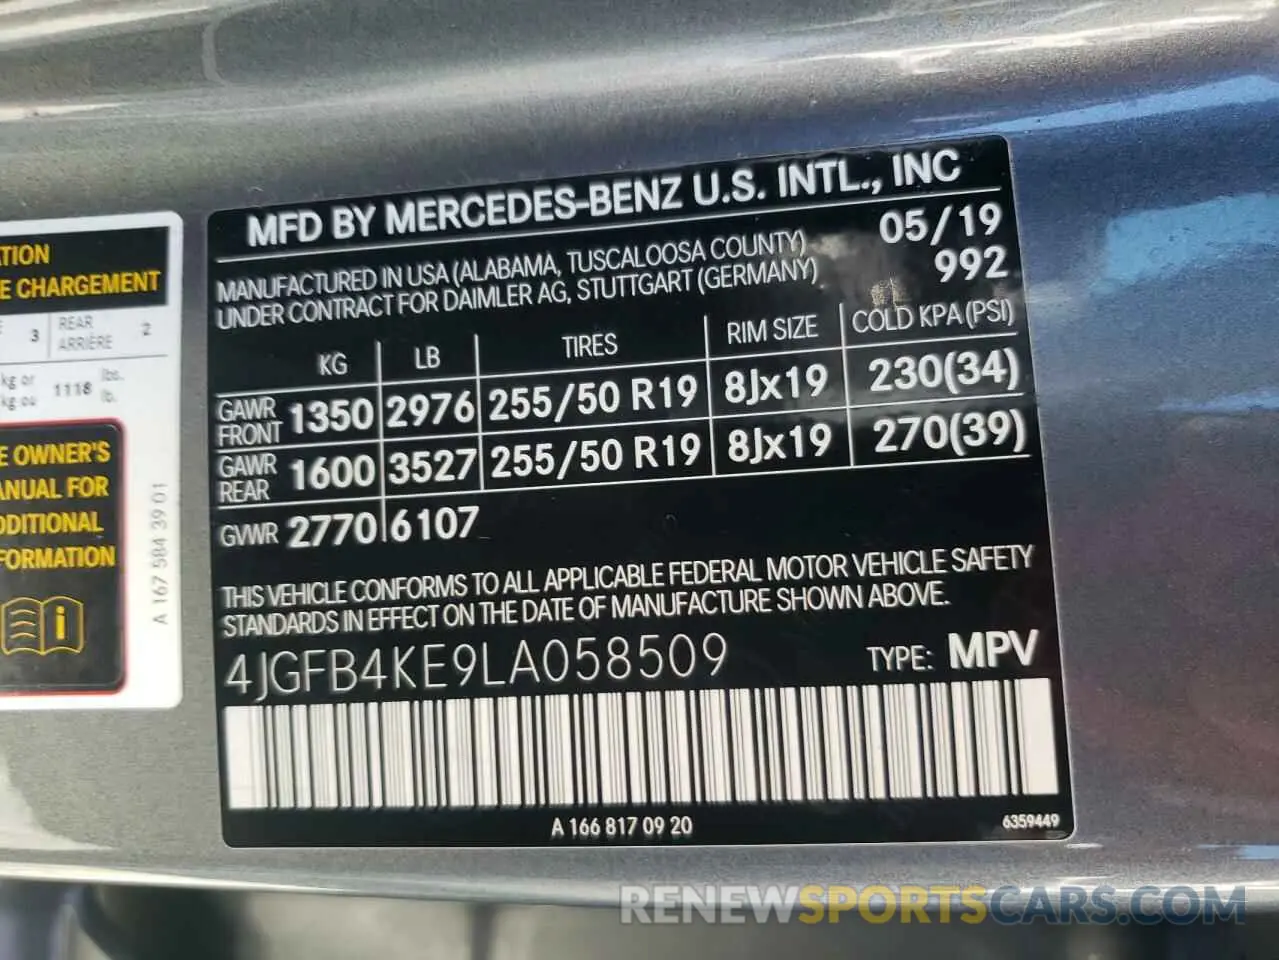 TION
E CHARGEMENT
3 REAR ARRIÈRE 2
kg or kg ou 1118 lbs. lb.
E OWNER'S
ANUAL FOR
DDITIONAL
FORMATION
i
A 167 584 39 01
MFD BY MERCEDES-BENZ U.S. INTL., INC
MANUFACTURED IN USA (ALABAMA, TUSCALOOSA COUNTY) 05/19
UNDER CONTRACT FOR DAIMLER AG, STUTTGART (GERMANY) 992
KG LB TIRES RIM SIZE COLD KPA (PSI)
GAWR FRONT 1350 2976 255/50 R19 8Jx19 230(34)
GAWR REAR 1600 3527 255/50 R19 8Jx19 270(39)
GVWR 2770 6107
THIS VEHICLE CONFORMS TO ALL APPLICABLE FEDERAL MOTOR VEHICLE SAFETY
STANDARDS IN EFFECT ON THE DATE OF MANUFACTURE SHOWN ABOVE.
4JGFB4KE9LA058509 TYPE: MPV
A 166 817 09 20 6359449
RENEWSPORTSCARS.COM